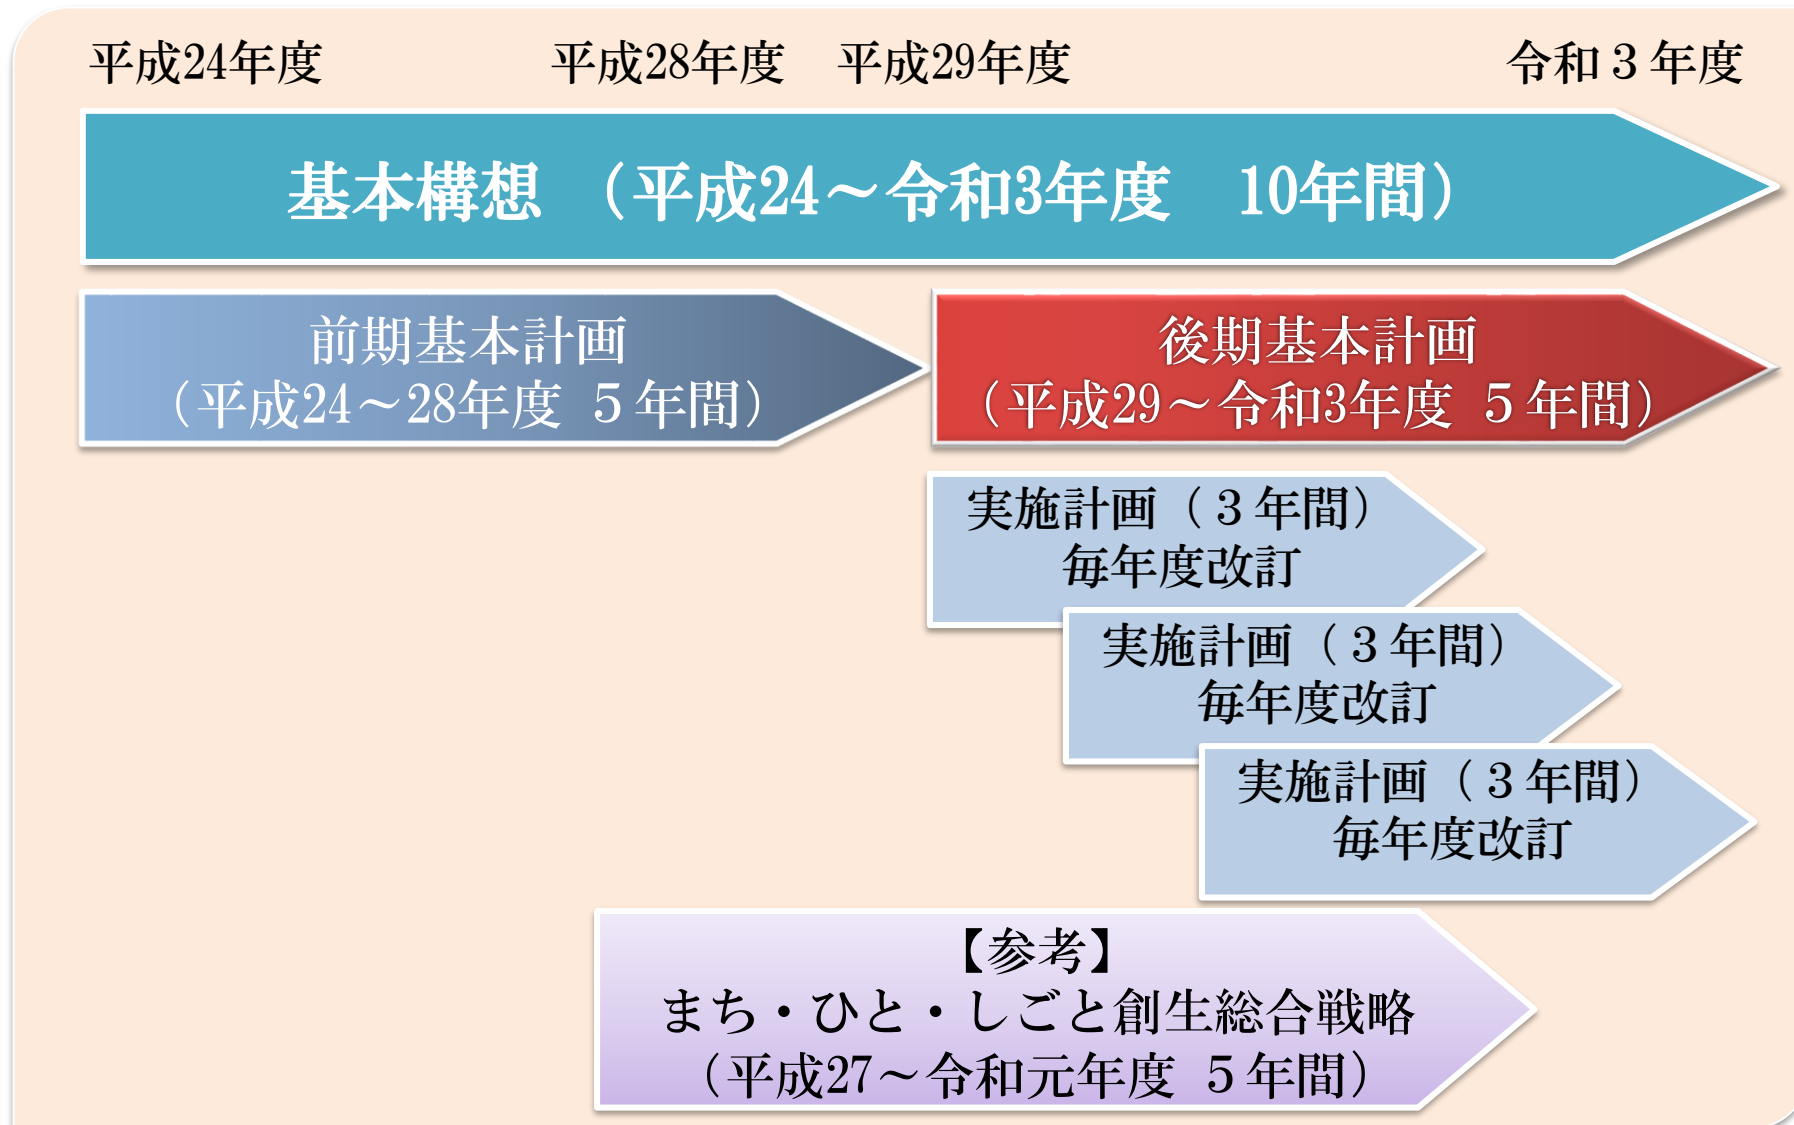 平成24年度　平成28年度　平成29年度　令和３年度
基本構想　（平成24～令和3年度　10年間）
前期基本計画
（平成24～28年度　５年間）
後期基本計画
（平成29～令和3年度　５年間）
実施計画（３年間）
毎年度改訂
実施計画（３年間）
毎年度改訂
実施計画（３年間）
毎年度改訂
【参考】
まち・ひと・しごと創生総合戦略
（平成27～令和元年度　５年間）